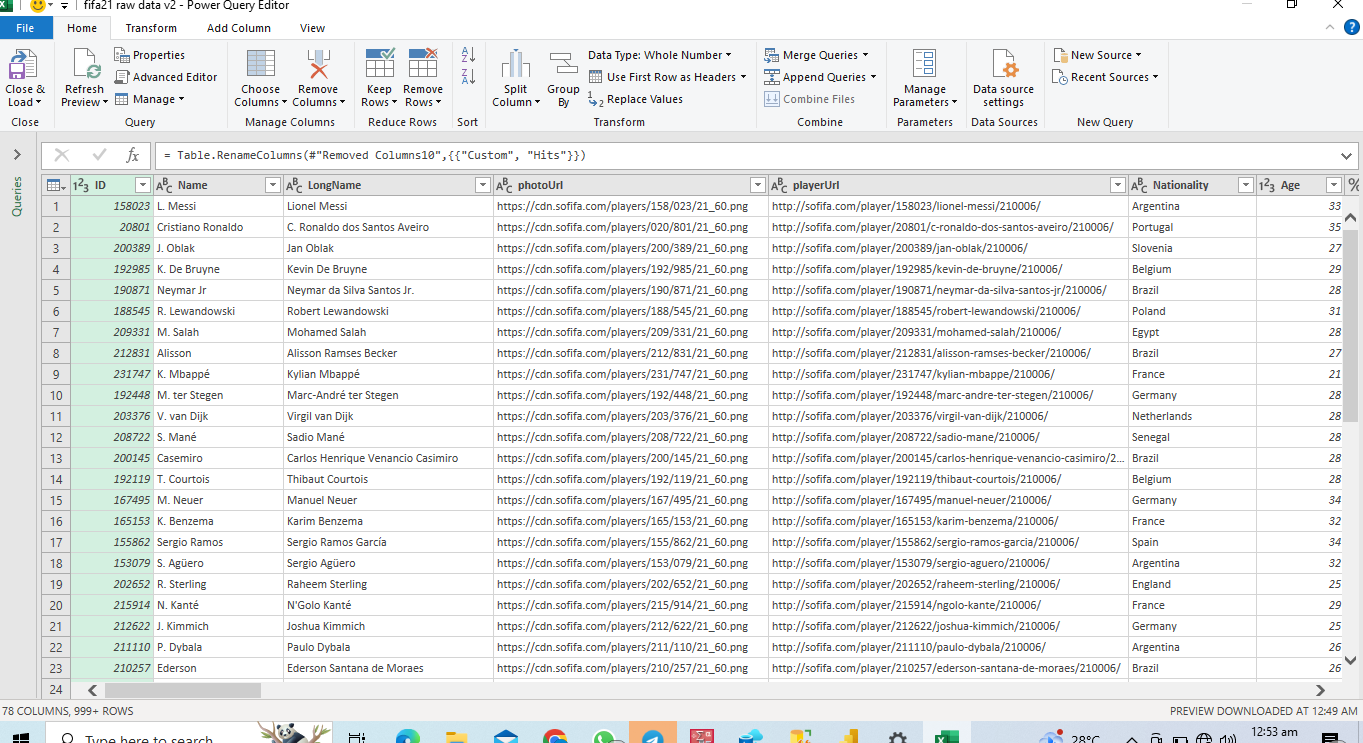 fifa21 raw data v2 - Power Query Editor
File Home Transform Add Column View
Close & Load
Close
Refresh Preview
Properties
Advanced Editor
Manage
Query
Choose Columns
Remove Columns
Manage Columns
Keep Rows
Remove Rows
Reduce Rows
Sort
Split Column
Group By
Data Type: Whole Number
Use First Row as Headers
Replace Values
Transform
Merge Queries
Append Queries
Combine Files
Combine
Manage Parameters
Parameters
Data source settings
Data Sources
New Source
Recent Sources
New Query
Queries
fx = Table.RenameColumns(#"Removed Columns10",{{"Custom", "Hits"}})
ID Name LongName photoUrl playerUrl Nationality Age
1 158023 L. Messi Lionel Messi https://cdn.sofifa.com/players/158/023/21_60.png http://sofifa.com/player/158023/lionel-messi/210006/ Argentina 33
2 20801 Cristiano Ronaldo C. Ronaldo dos Santos Aveiro https://cdn.sofifa.com/players/020/801/21_60.png http://sofifa.com/player/20801/c-ronaldo-dos-santos-aveiro/210006/ Portugal 35
3 200389 J. Oblak Jan Oblak https://cdn.sofifa.com/players/200/389/21_60.png http://sofifa.com/player/200389/jan-oblak/210006/ Slovenia 27
4 192985 K. De Bruyne Kevin De Bruyne https://cdn.sofifa.com/players/192/985/21_60.png http://sofifa.com/player/192985/kevin-de-bruyne/210006/ Belgium 29
5 190871 Neymar Jr Neymar da Silva Santos Jr. https://cdn.sofifa.com/players/190/871/21_60.png http://sofifa.com/player/190871/neymar-da-silva-santos-jr/210006/ Brazil 28
6 188545 R. Lewandowski Robert Lewandowski https://cdn.sofifa.com/players/188/545/21_60.png http://sofifa.com/player/188545/robert-lewandowski/210006/ Poland 31
7 209331 M. Salah Mohamed Salah https://cdn.sofifa.com/players/209/331/21_60.png http://sofifa.com/player/209331/mohamed-salah/210006/ Egypt 28
8 212831 Alisson Alisson Ramses Becker https://cdn.sofifa.com/players/212/831/21_60.png http://sofifa.com/player/212831/alisson-ramses-becker/210006/ Brazil 27
9 231747 K. Mbappé Kylian Mbappé https://cdn.sofifa.com/players/231/747/21_60.png http://sofifa.com/player/231747/kylian-mbappe/210006/ France 21
10 192448 M. ter Stegen Marc-André ter Stegen https://cdn.sofifa.com/players/192/448/21_60.png http://sofifa.com/player/192448/marc-andre-ter-stegen/210006/ Germany 28
11 203376 V. van Dijk Virgil van Dijk https://cdn.sofifa.com/players/203/376/21_60.png http://sofifa.com/player/203376/virgil-van-dijk/210006/ Netherlands 28
12 208722 S. Mané Sadio Mané https://cdn.sofifa.com/players/208/722/21_60.png http://sofifa.com/player/208722/sadio-mane/210006/ Senegal 28
13 200145 Casemiro Carlos Henrique Venancio Casimiro https://cdn.sofifa.com/players/200/145/21_60.png http://sofifa.com/player/200145/carlos-henrique-venancio-casimiro/2... Brazil 28
14 192119 T. Courtois Thibaut Courtois https://cdn.sofifa.com/players/192/119/21_60.png http://sofifa.com/player/192119/thibaut-courtois/210006/ Belgium 28
15 167495 M. Neuer Manuel Neuer https://cdn.sofifa.com/players/167/495/21_60.png http://sofifa.com/player/167495/manuel-neuer/210006/ Germany 34
16 165153 K. Benzema Karim Benzema https://cdn.sofifa.com/players/165/153/21_60.png http://sofifa.com/player/165153/karim-benzema/210006/ France 32
17 155862 Sergio Ramos Sergio Ramos García https://cdn.sofifa.com/players/155/862/21_60.png http://sofifa.com/player/155862/sergio-ramos-garcia/210006/ Spain 34
18 153079 S. Agüero Sergio Agüero https://cdn.sofifa.com/players/153/079/21_60.png http://sofifa.com/player/153079/sergio-aguero/210006/ Argentina 32
19 202652 R. Sterling Raheem Sterling https://cdn.sofifa.com/players/202/652/21_60.png http://sofifa.com/player/202652/raheem-sterling/210006/ England 25
20 215914 N. Kanté N'Golo Kanté https://cdn.sofifa.com/players/215/914/21_60.png http://sofifa.com/player/215914/ngolo-kante/210006/ France 29
21 212622 J. Kimmich Joshua Kimmich https://cdn.sofifa.com/players/212/622/21_60.png http://sofifa.com/player/212622/joshua-kimmich/210006/ Germany 25
22 211110 P. Dybala Paulo Dybala https://cdn.sofifa.com/players/211/110/21_60.png http://sofifa.com/player/211110/paulo-dybala/210006/ Argentina 26
23 210257 Ederson Ederson Santana de Moraes https://cdn.sofifa.com/players/210/257/21_60.png http://sofifa.com/player/210257/ederson-santana-de-moraes/210006/ Brazil 26
24
78 COLUMNS, 999+ ROWS PREVIEW DOWNLOADED AT 12:49 AM
Type here to search 28°C 12:53 am